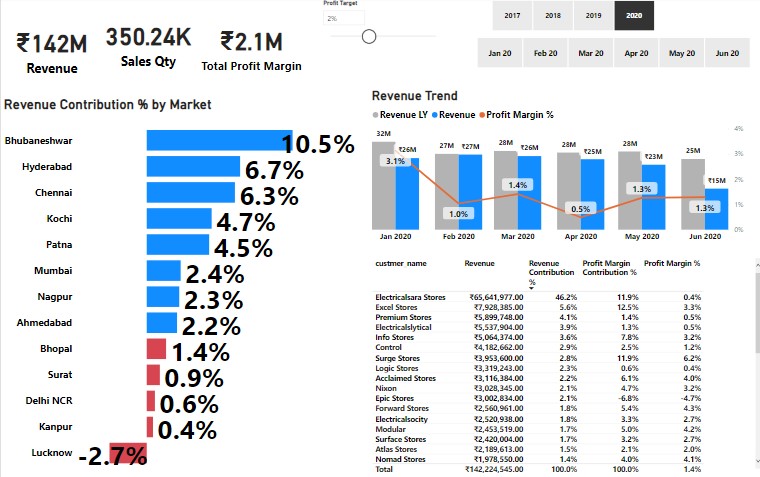 Profit Target
2%
2017 2018 2019 2020
Jan 20 Feb 20 Mar 20 Apr 20 May 20 Jun 20
₹142M 350.24K ₹2.1M
Revenue Sales Qty Total Profit Margin
Revenue Contribution % by Market
Bhubaneshwar 10.5%
Hyderabad 6.7%
Chennai 6.3%
Kochi 4.7%
Patna 4.5%
Mumbai 2.4%
Nagpur 2.3%
Ahmedabad 2.2%
Bhopal 1.4%
Surat 0.9%
Delhi NCR 0.6%
Kanpur 0.4%
Lucknow -2.7%
Revenue Trend
Revenue LY Revenue Profit Margin %
32M ₹26M 27M ₹27M 28M ₹26M 28M ₹25M 28M ₹23M 25M ₹15M
3.1% 1.0% 1.4% 0.5% 1.3% 1.3%
4%
3%
2%
1%
0%
Jan 2020 Feb 2020 Mar 2020 Apr 2020 May 2020 Jun 2020
custmer_name Revenue Revenue Contribution % Profit Margin Contribution % Profit Margin %
Electricalsara Stores ₹65,641,977.00 46.2% 11.9% 0.4%
Excel Stores ₹7,928,385.00 5.6% 12.5% 3.3%
Premium Stores ₹5,899,748.00 4.1% 1.4% 0.5%
Electricalslytical ₹5,537,904.00 3.9% 1.3% 0.5%
Info Stores ₹5,064,374.00 3.6% 7.8% 3.2%
Control ₹4,182,662.00 2.9% 2.5% 1.2%
Surge Stores ₹3,953,600.00 2.8% 11.9% 6.2%
Logic Stores ₹3,319,243.00 2.3% 0.6% 0.4%
Acclaimed Stores ₹3,116,384.00 2.2% 6.1% 4.0%
Nixon ₹3,028,345.00 2.1% 4.7% 3.2%
Epic Stores ₹3,002,834.00 2.1% -6.8% -4.7%
Forward Stores ₹2,560,961.00 1.8% 5.4% 4.3%
Electricalsocity ₹2,520,938.00 1.8% 3.3% 2.7%
Modular ₹2,453,519.00 1.7% 5.0% 4.2%
Surface Stores ₹2,420,004.00 1.7% 3.2% 2.7%
Atlas Stores ₹2,189,613.00 1.5% 2.1% 2.0%
Nomad Stores ₹1,978,550.00 1.4% 4.0% 4.1%
Total ₹142,224,545.00 100.0% 100.0% 1.4%